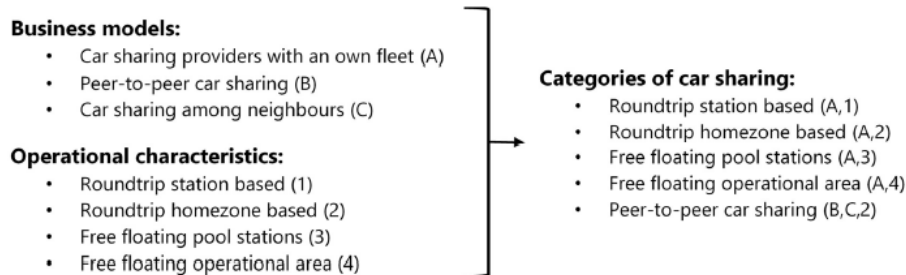 Business models:
• Car sharing providers with an own fleet (A)
• Peer-to-peer car sharing (B)
• Car sharing among neighbours (C)
Operational characteristics:
• Roundtrip station based (1)
• Roundtrip homezone based (2)
• Free floating pool stations (3)
• Free floating operational area (4)
Categories of car sharing:
• Roundtrip station based (A,1)
• Roundtrip homezone based (A,2)
• Free floating pool stations (A,3)
• Free floating operational area (A,4)
• Peer-to-peer car sharing (B,C,2)